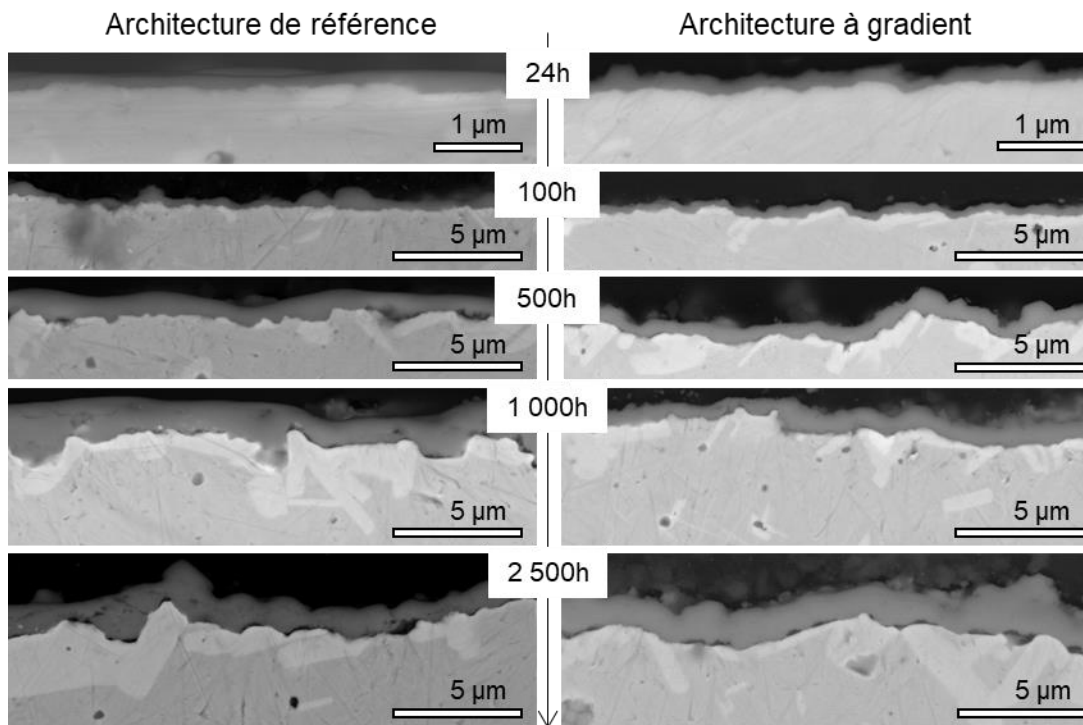 Architecture de référence
Architecture à gradient
24h
1 µm
1 µm
100h
5 µm
5 µm
500h
5 µm
5 µm
1 000h
5 µm
5 µm
2 500h
5 µm
5 µm